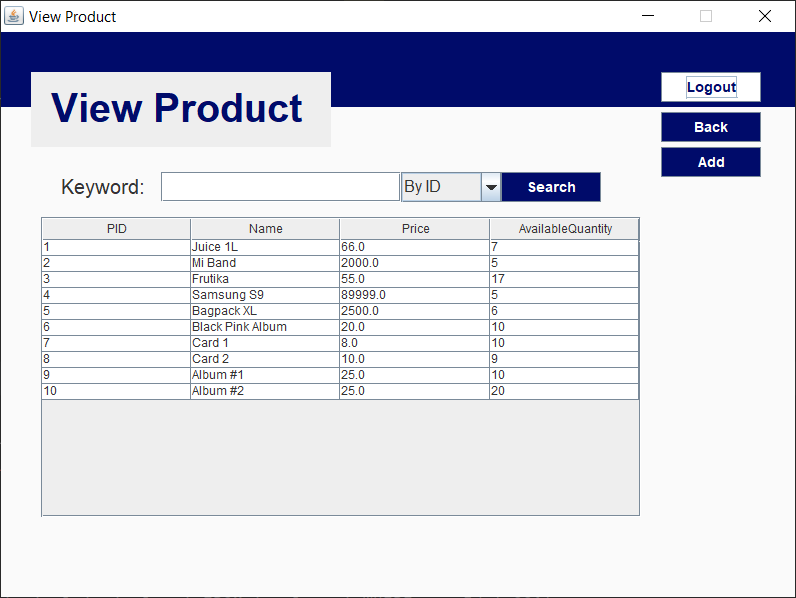 View Product
Logout
View Product
Back
Add
Keyword: By ID Search
PID Name Price AvailableQuantity
1 Juice 1L 66.0 7
2 Mi Band 2000.0 5
3 Frutika 55.0 17
4 Samsung S9 89999.0 5
5 Bagpack XL 2500.0 6
6 Black Pink Album 20.0 10
7 Card 1 8.0 10
8 Card 2 10.0 9
9 Album #1 25.0 10
10 Album #2 25.0 20